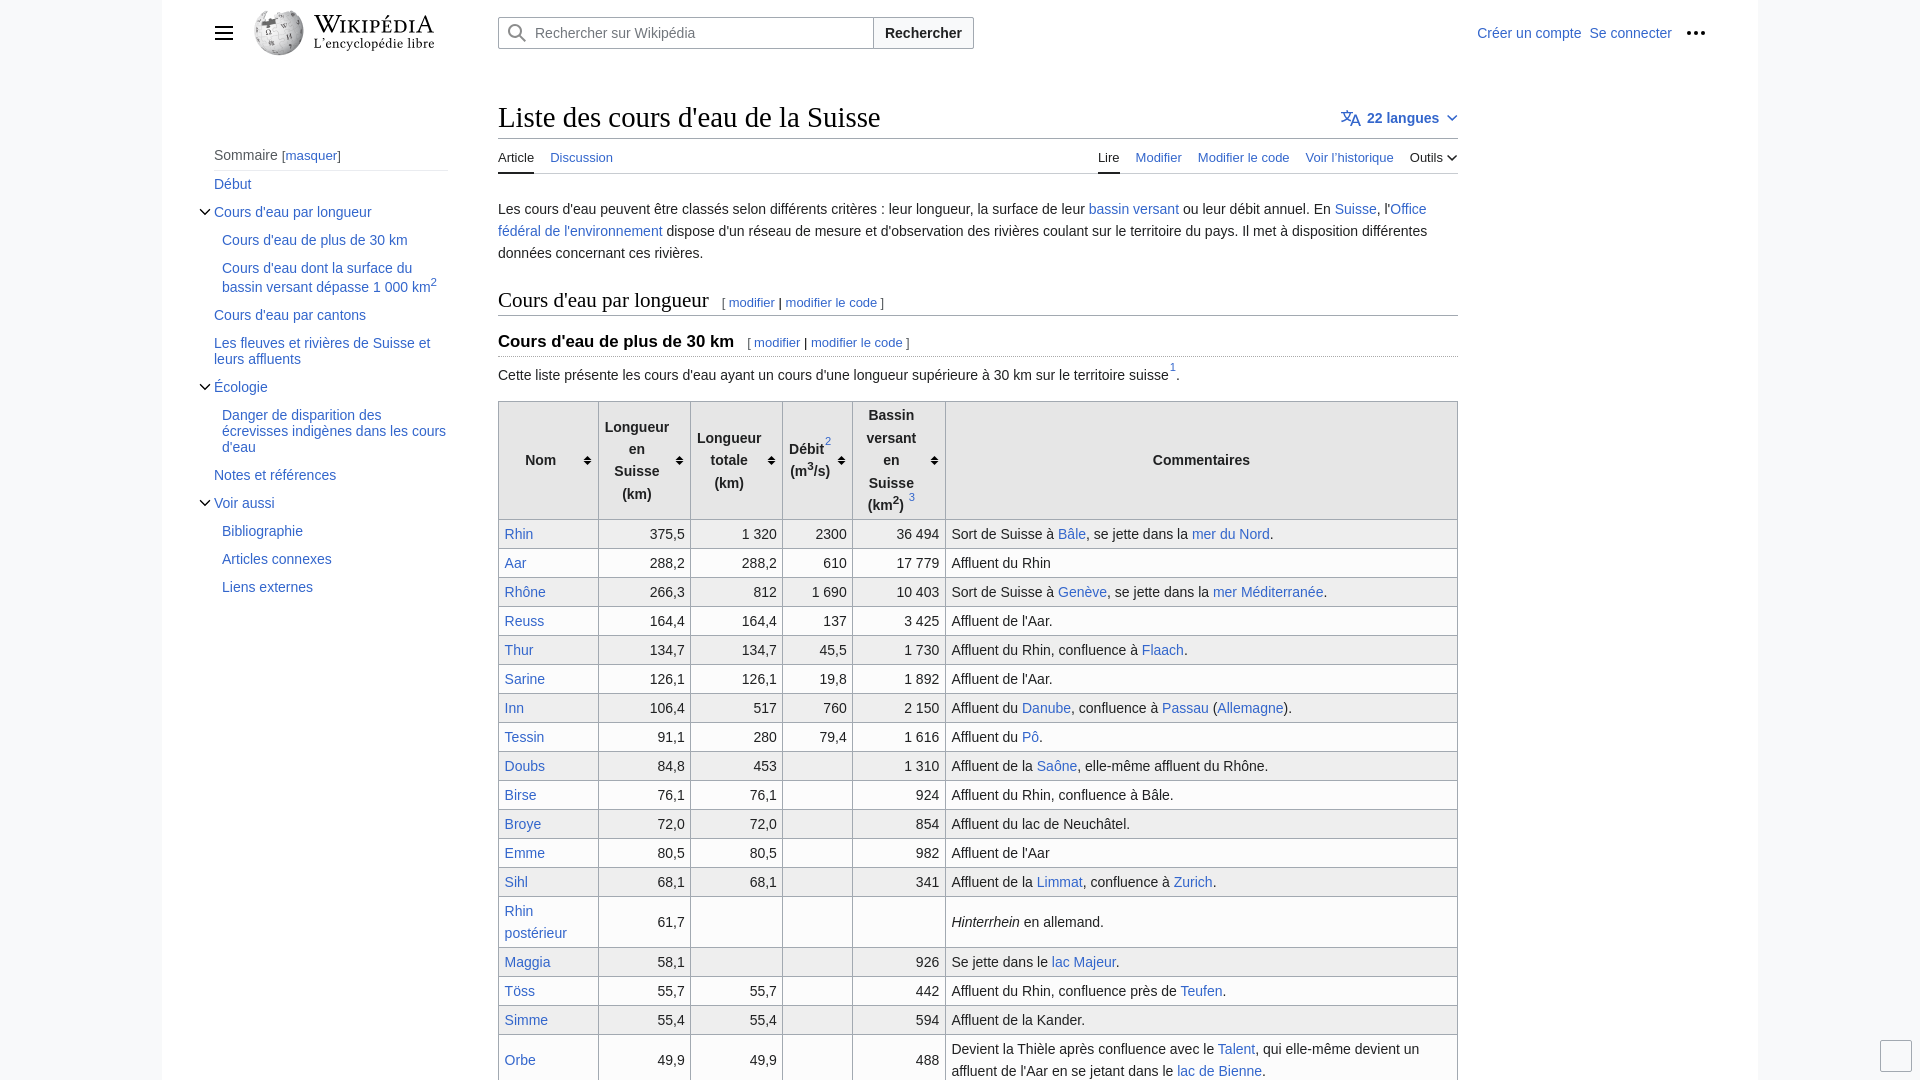 WIKIPÉDIA
L'encyclopédie libre
Rechercher sur Wikipédia
Rechercher
Créer un compte Se connecter
Sommaire [masquer]
Début
Cours d'eau par longueur
Cours d'eau de plus de 30 km
Cours d'eau dont la surface du
bassin versant dépasse 1 000 km²
Cours d'eau par cantons
Les fleuves et rivières de Suisse et
leurs affluents
Écologie
Danger de disparition des
écrevisses indigènes dans les cours
d'eau
Notes et références
Voir aussi
Bibliographie
Articles connexes
Liens externes
Liste des cours d'eau de la Suisse
22 langues
Article Discussion Lire Modifier Modifier le code Voir l'historique Outils
Les cours d'eau peuvent être classés selon différents critères : leur longueur, la surface de leur bassin versant ou leur débit annuel. En Suisse, l'Office
fédéral de l'environnement dispose d'un réseau de mesure et d'observation des rivières coulant sur le territoire du pays. Il met à disposition différentes
données concernant ces rivières.
Cours d'eau par longueur [ modifier | modifier le code ]
Cours d'eau de plus de 30 km [ modifier | modifier le code ]
Cette liste présente les cours d'eau ayant un cours d'une longueur supérieure à 30 km sur le territoire suisse¹.
Nom
Longueur
en
Suisse
(km)
Longueur
totale
(km)
Débit²
(m³/s)
Bassin
versant
en
Suisse
(km²) ³
Commentaires
Rhin 375,5 1 320 2300 36 494 Sort de Suisse à Bâle, se jette dans la mer du Nord.
Aar 288,2 288,2 610 17 779 Affluent du Rhin
Rhône 266,3 812 1 690 10 403 Sort de Suisse à Genève, se jette dans la mer Méditerranée.
Reuss 164,4 164,4 137 3 425 Affluent de l'Aar.
Thur 134,7 134,7 45,5 1 730 Affluent du Rhin, confluence à Flaach.
Sarine 126,1 126,1 19,8 1 892 Affluent de l'Aar.
Inn 106,4 517 760 2 150 Affluent du Danube, confluence à Passau (Allemagne).
Tessin 91,1 280 79,4 1 616 Affluent du Pô.
Doubs 84,8 453 1 310 Affluent de la Saône, elle-même affluent du Rhône.
Birse 76,1 76,1 924 Affluent du Rhin, confluence à Bâle.
Broye 72,0 72,0 854 Affluent du lac de Neuchâtel.
Emme 80,5 80,5 982 Affluent de l'Aar
Sihl 68,1 68,1 341 Affluent de la Limmat, confluence à Zurich.
Rhin
postérieur 61,7 Hinterrhein en allemand.
Maggia 58,1 926 Se jette dans le lac Majeur.
Töss 55,7 55,7 442 Affluent du Rhin, confluence près de Teufen.
Simme 55,4 55,4 594 Affluent de la Kander.
Orbe 49,9 49,9 488 Devient la Thièle après confluence avec le Talent, qui elle-même devient un
affluent de l'Aar en se jetant dans le lac de Bienne.